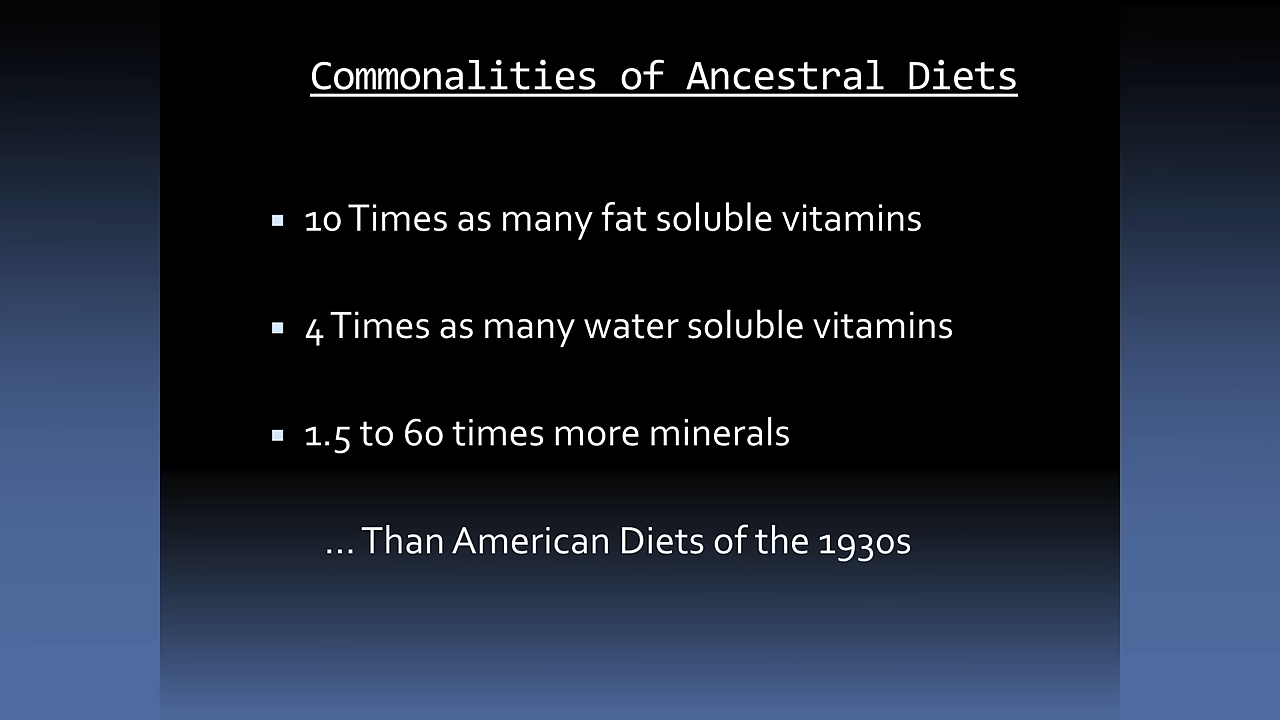 Commonalities of Ancestral Diets
▪ 10 Times as many fat soluble vitamins
▪ 4 Times as many water soluble vitamins
▪ 1.5 to 60 times more minerals
... Than American Diets of the 1930s